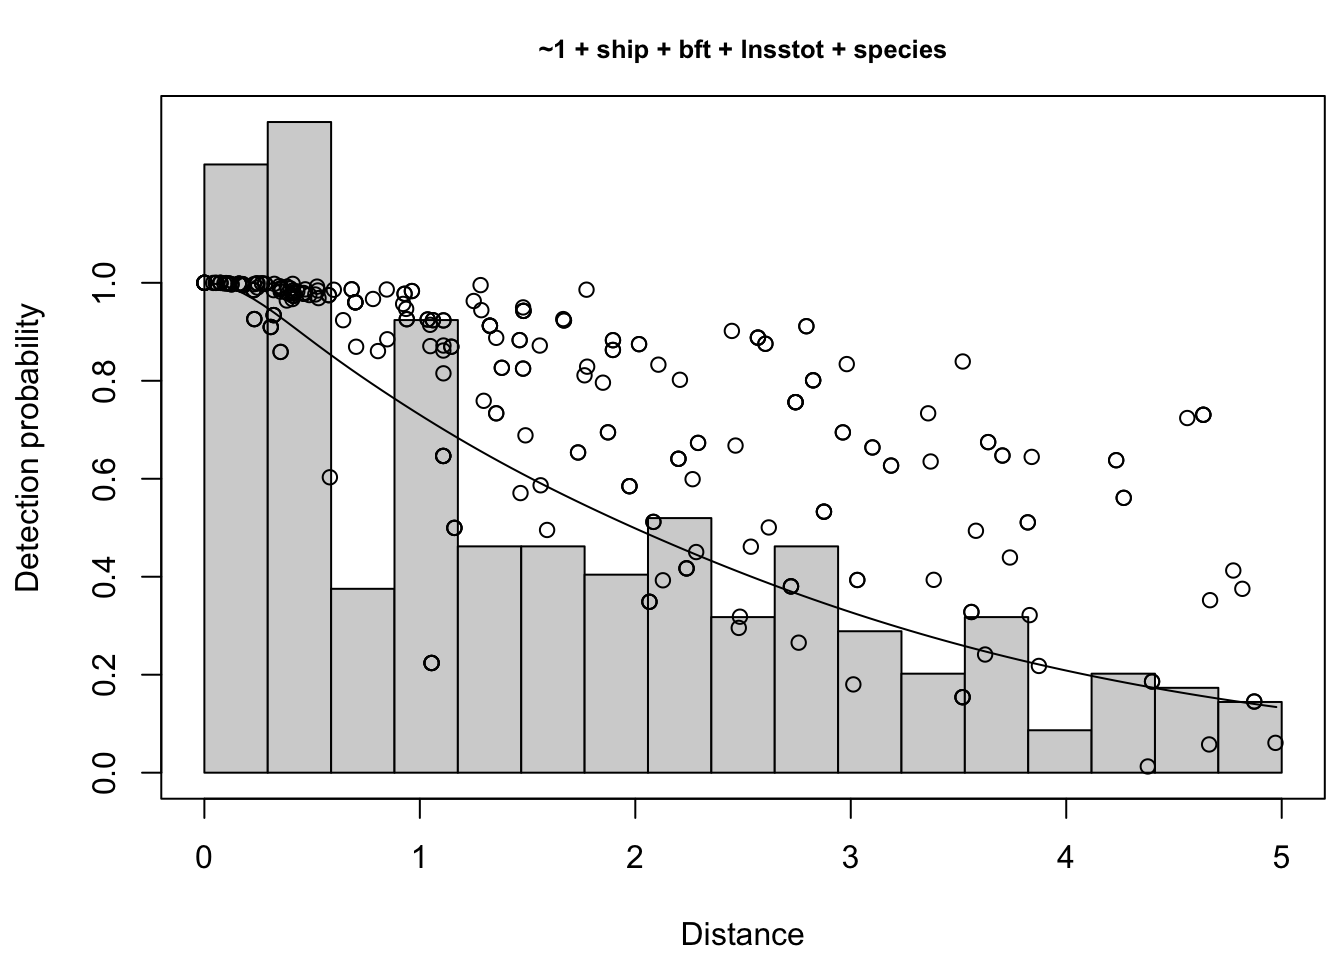 ~1 + ship + bft + lnsstot + species
Detection probability
1.0
0.8
0.6
0.4
0.2
0.0
0 1 2 3 4 5
Distance